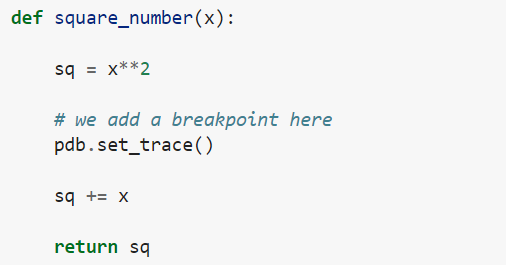 def square_number(x):
sq = x**2
# we add a breakpoint here
pdb.set_trace()
sq += x
return sq